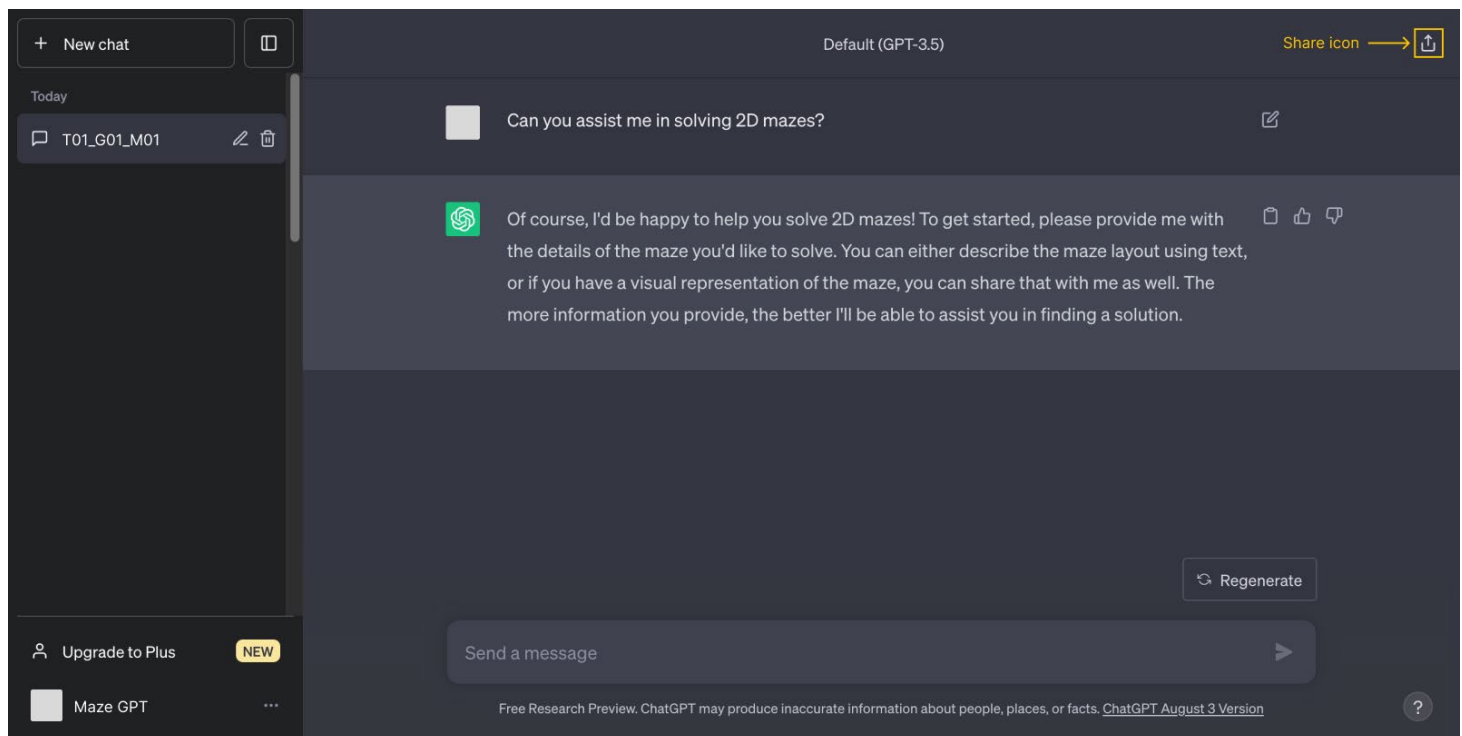 + New chat
Default (GPT-3.5)
Share icon
Today
T01_G01_M01
Can you assist me in solving 2D mazes?
Of course, I'd be happy to help you solve 2D mazes! To get started, please provide me with
the details of the maze you'd like to solve. You can either describe the maze layout using text,
or if you have a visual representation of the maze, you can share that with me as well. The
more information you provide, the better I'll be able to assist you in finding a solution.
Regenerate
Upgrade to Plus
NEW
Send a message
Maze GPT
Free Research Preview. ChatGPT may produce inaccurate information about people, places, or facts. ChatGPT August 3 Version
?